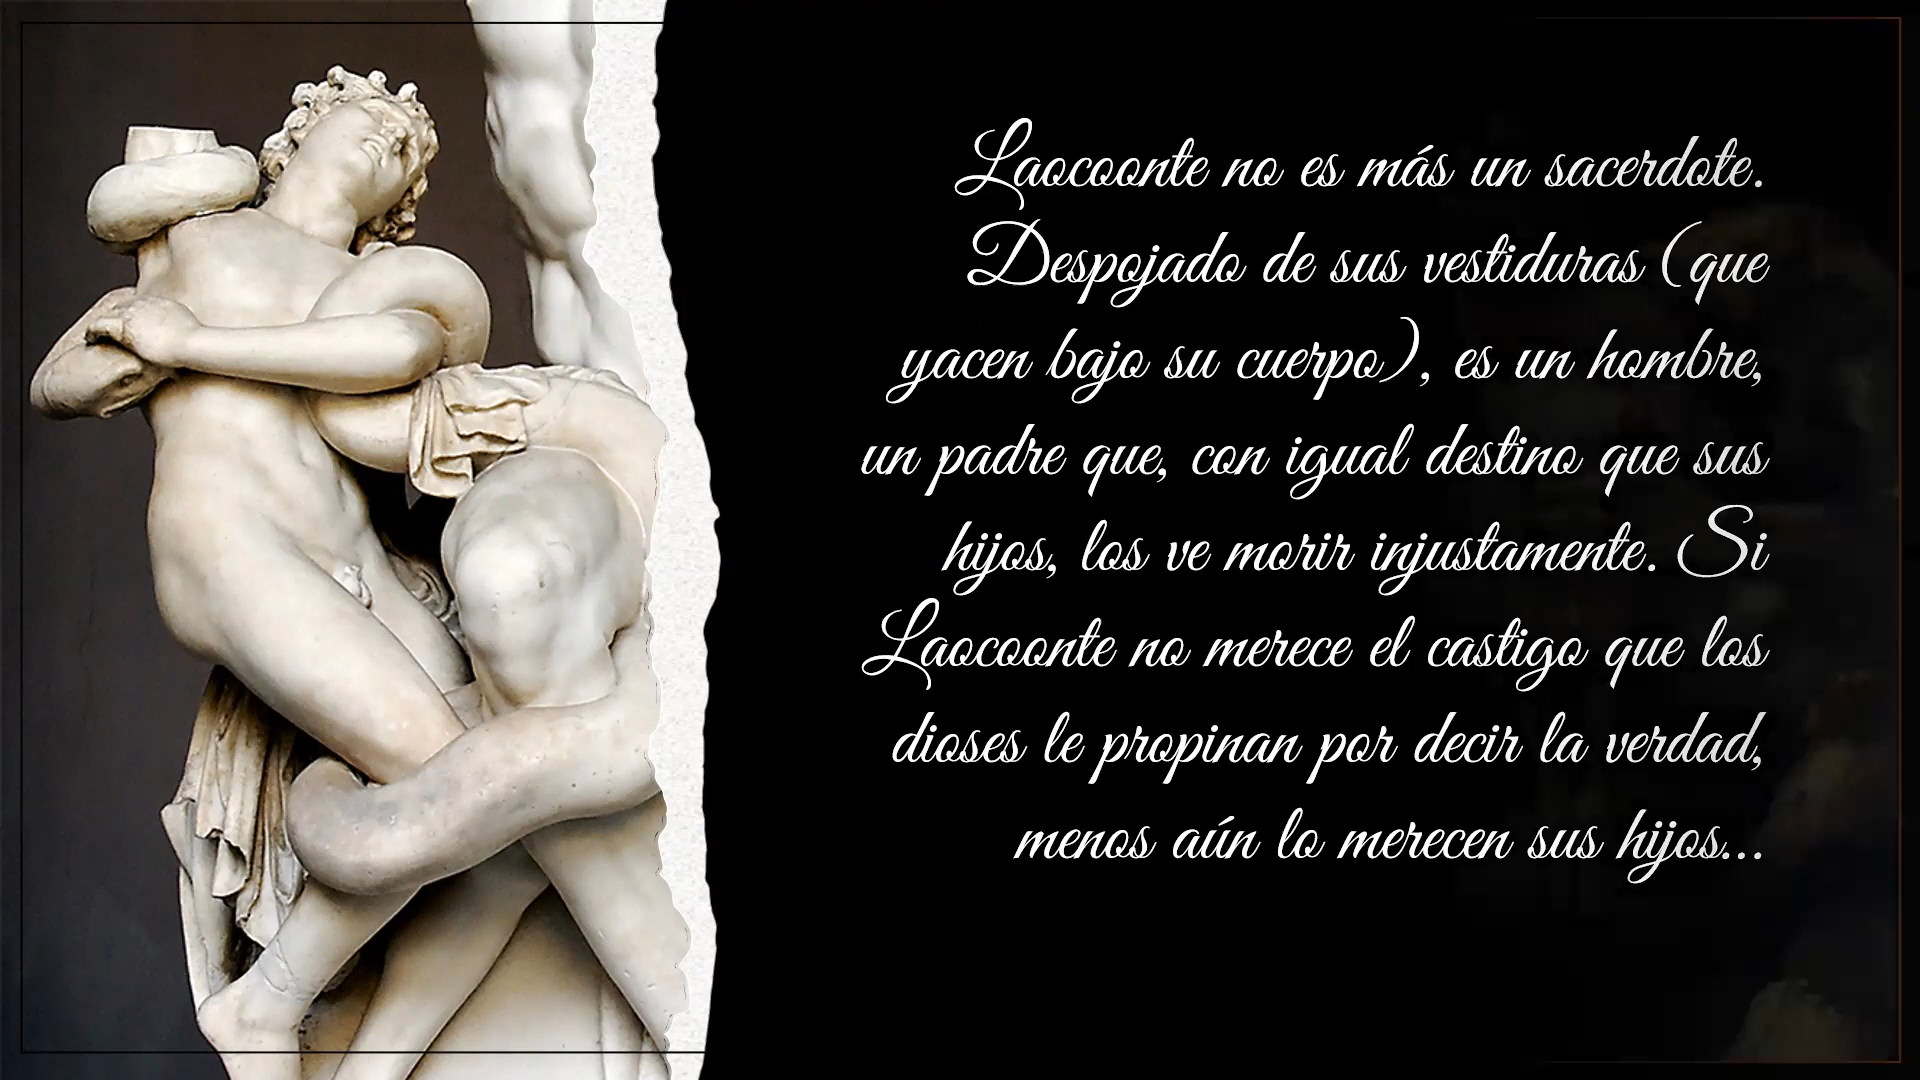 Laocoonte no es más un sacerdote.
Despojado de sus vestiduras (que
yacen bajo su cuerpo), es un hombre,
un padre que, con igual destino que sus
hijos, los ve morir injustamente. Si
Laocoonte no merece el castigo que los
dioses le propinan por decir la verdad,
menos aún lo merecen sus hijos...